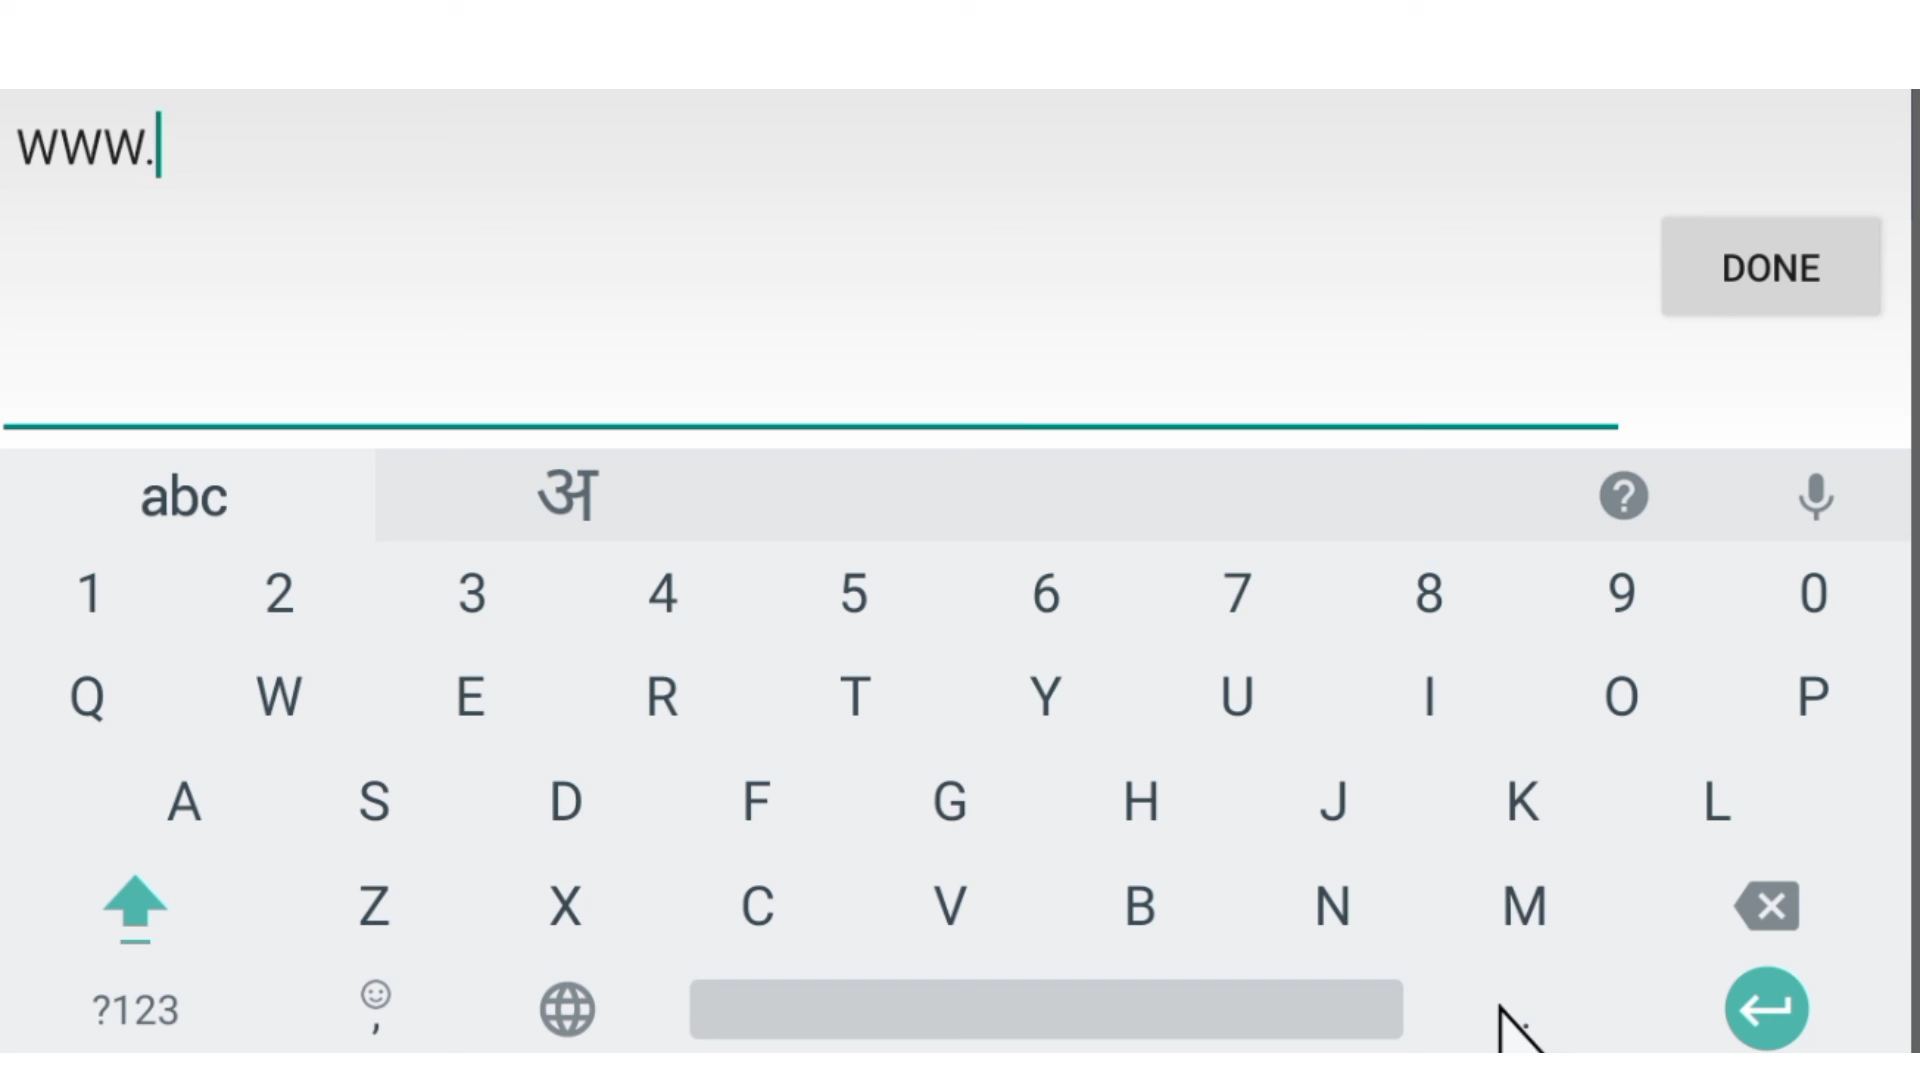 WWW.
DONE
abc अ ?
1 2 3 4 5 6 7 8 9 0
Q W E R T Y U I O P
A S D F G H J K L
Z X C V B N M
?123 , .